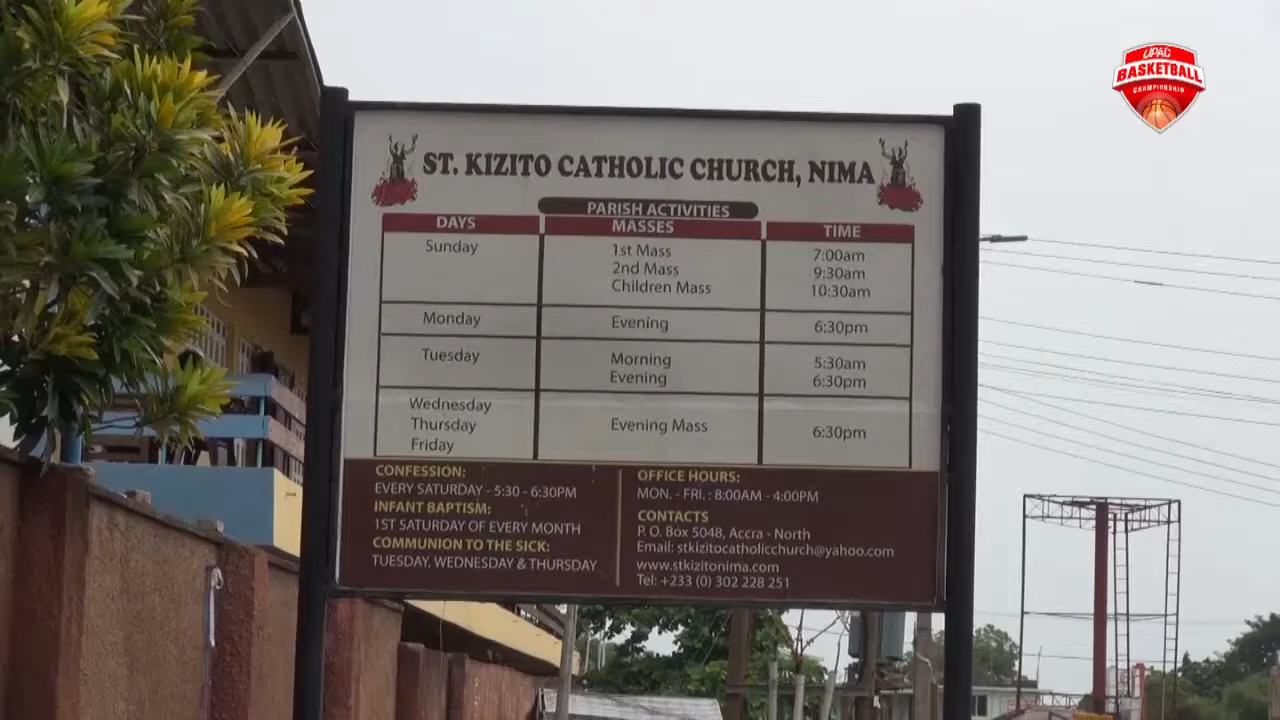 UPAC
BASKETBALL
CHAMPIONSHIP
ST. KIZITO CATHOLIC CHURCH, NIMA
PARISH ACTIVITIES
DAYS MASSES TIME
Sunday 1st Mass 7:00am
2nd Mass 9:30am
Children Mass 10:30am
Monday Evening 6:30pm
Tuesday Morning 5:30am
Evening 6:30pm
Wednesday
Thursday Evening Mass 6:30pm
Friday
CONFESSION:
EVERY SATURDAY - 5:30 - 6:30PM
INFANT BAPTISM:
1ST SATURDAY OF EVERY MONTH
COMMUNION TO THE SICK:
TUESDAY, WEDNESDAY & THURSDAY
OFFICE HOURS:
MON. - FRI. : 8:00AM - 4:00PM
CONTACTS
P. O. Box 5048, Accra - North
Email: stkizitocatholicchurch@yahoo.com
www.stkizitonima.com
Tel: +233 (0) 302 228 251